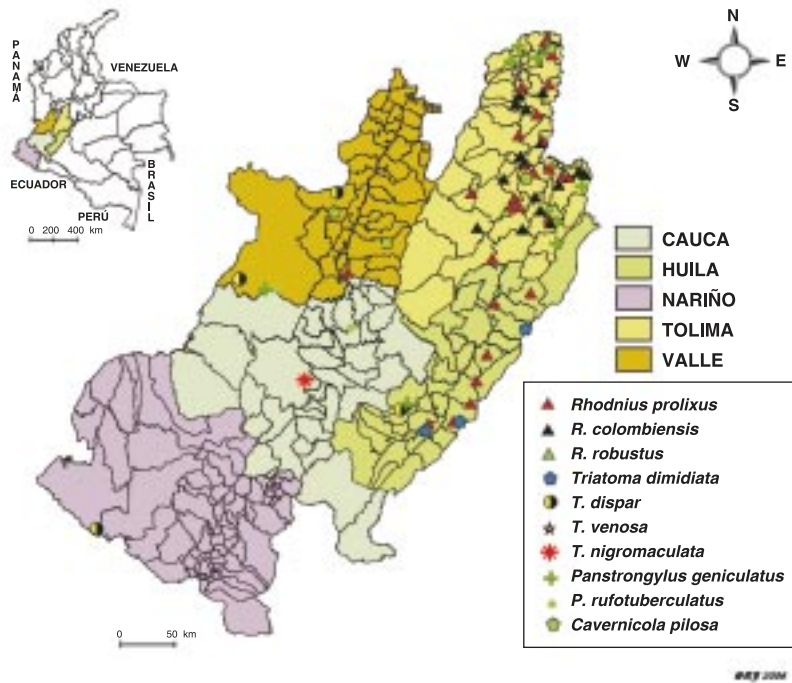 PANAMA
VENEZUELA
ECUADOR
PERÚ
BRASIL
0 200 400 km
N
W E
S
CAUCA
HUILA
NARIÑO
TOLIMA
VALLE
Rhodnius prolixus
R. colombiensis
R. robustus
Triatoma dimidiata
T. dispar
T. venosa
T. nigromaculata
Panstrongylus geniculatus
P. rufotuberculatus
Cavernicola pilosa
0 50 km